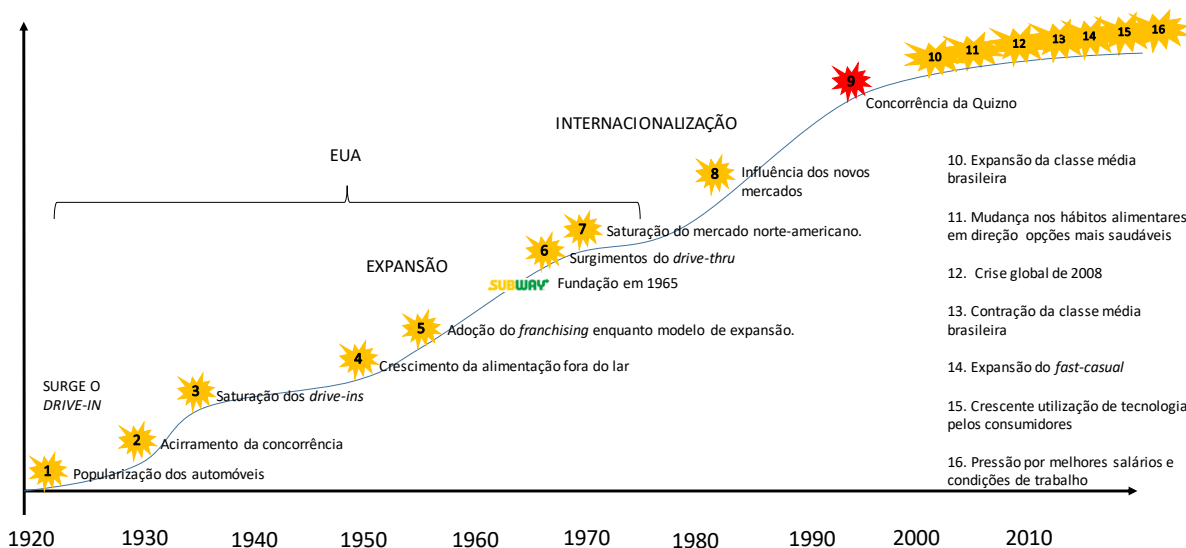 10
11
12
13
14
15
16
9
Concorrência da Quizno
INTERNACIONALIZAÇÃO
EUA
8
Influência dos novos
mercados
7
Saturação do mercado norte-americano.
6
Surgimentos do drive-thru
EXPANSÃO
SUBWAY
Fundação em 1965
5
Adoção do franchising enquanto modelo de expansão.
4
Crescimento da alimentação fora do lar
SURGE O
DRIVE-IN
3
Saturação dos drive-ins
2
Acirramento da concorrência
1
Popularização dos automóveis
10. Expansão da classe média
brasileira
11. Mudança nos hábitos alimentares
em direção opções mais saudáveis
12. Crise global de 2008
13. Contração da classe média
brasileira
14. Expansão do fast-casual
15. Crescente utilização de tecnologia
pelos consumidores
16. Pressão por melhores salários e
condições de trabalho
1920
1930
1940
1950
1960
1970
1980
1990
2000
2010